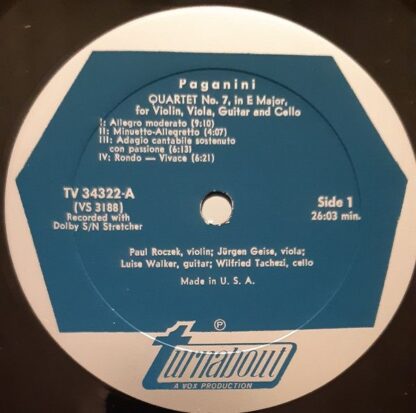 Paganini
QUARTET No. 7, in E Major,
for Violin, Viola, Guitar and Cello
I: Allegro moderato (9:10)
II: Minuetto-Allegretto (4:07)
III: Adagio cantabile sostenuto
con passione (6:13)
IV: Rondo — Vivace (6:21)
TV 34322-A
(VS 3188)
Recorded with
Dolby S/N Stretcher
Side 1
26:03 min.
Paul Roczek, violin; Jürgen Geise, viola;
Luise Walker, guitar; Wilfried Tachezi, cello
Made in U. S. A.
℗
turnabout
A VOX PRODUCTION